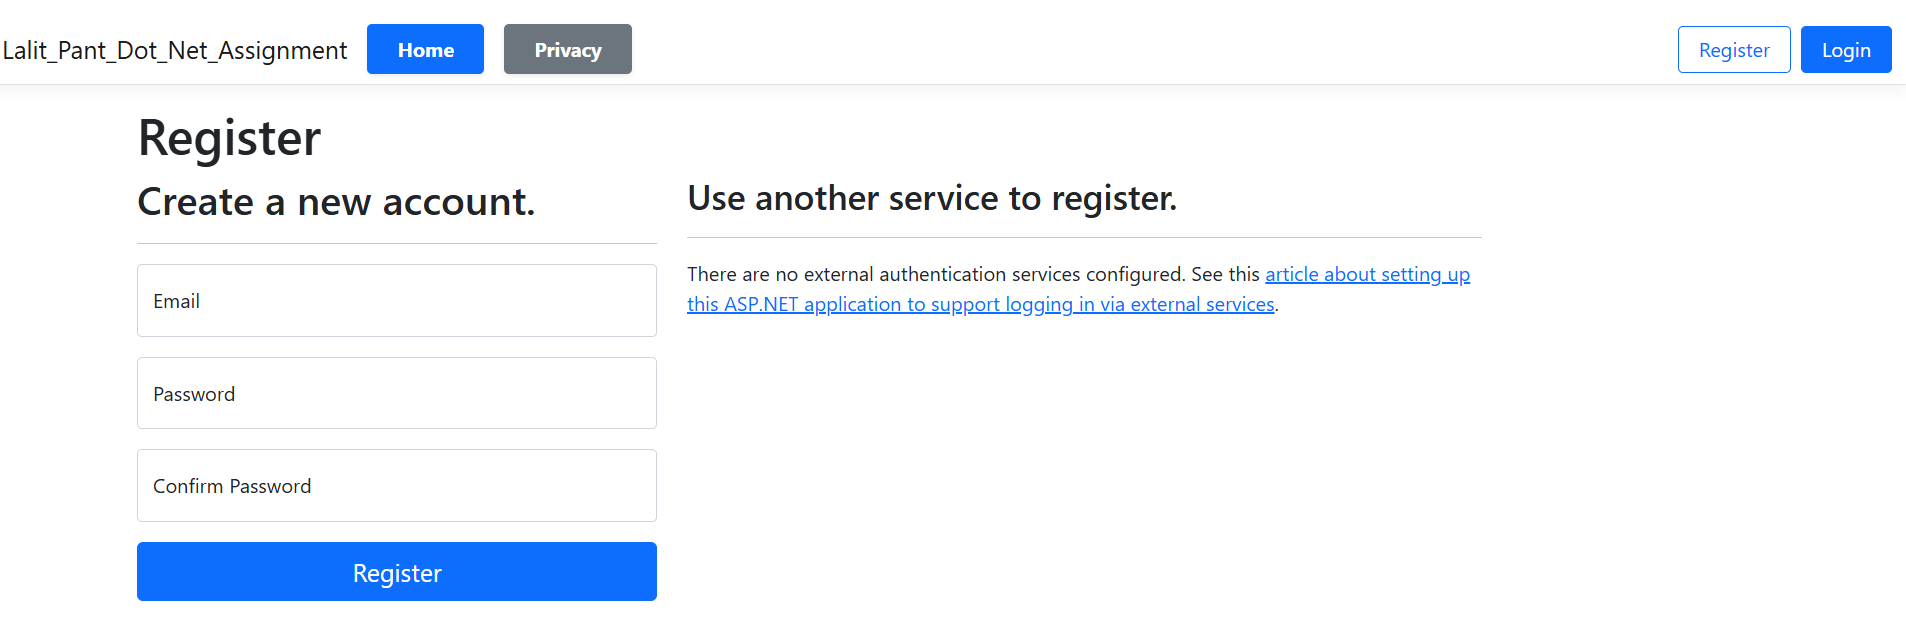 Lalit_Pant_Dot_Net_Assignment Home Privacy Register Login
Register
Create a new account.
Email
Password
Confirm Password
Register
Use another service to register.
There are no external authentication services configured. See this article about setting up
this ASP.NET application to support logging in via external services.